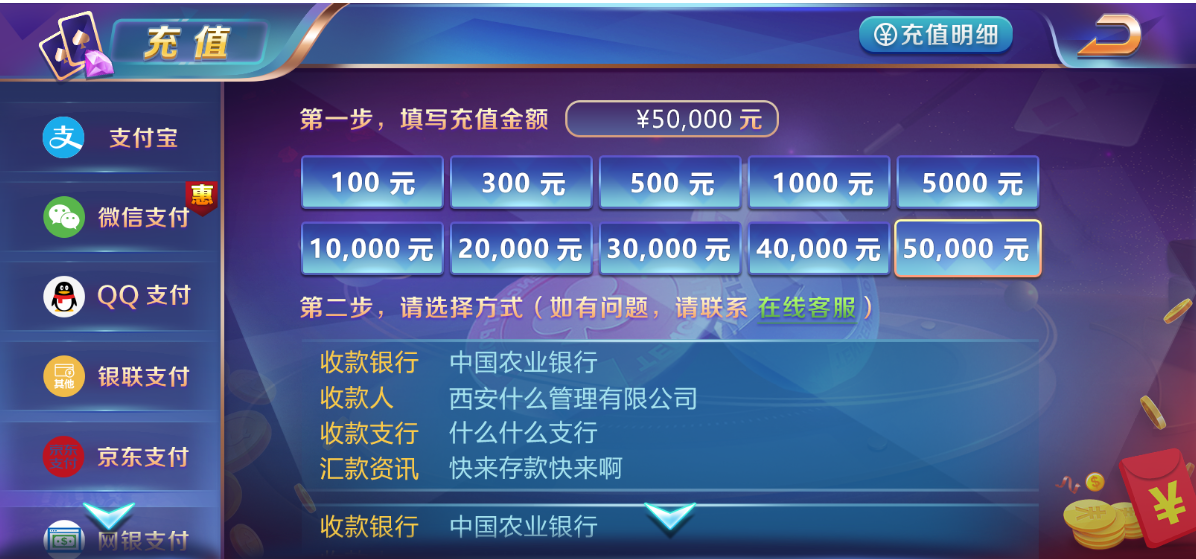 充值
¥充值明细
支付宝
惠
微信支付
QQ 支付
其他
银联支付
京东支付
网银支付
第一步，填写充值金额 ¥50,000 元
100 元 300 元 500 元 1000 元 5000 元
10,000 元 20,000 元 30,000 元 40,000 元 50,000 元
第二步，请选择方式（如有问题，请联系 在线客服）
收款银行 中国农业银行
收款人 西安什么管理有限公司
收款支行 什么什么支行
汇款资讯 快来存款快来啊
收款银行 中国农业银行
¥